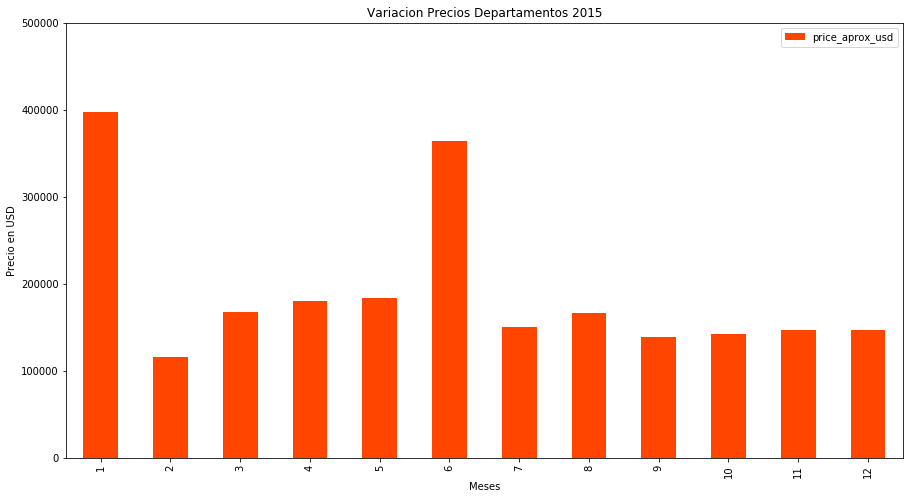 Variacion Precios Departamentos 2015
price_aprox_usd
Precio en USD
500000
400000
300000
200000
100000
0
1 2 3 4 5 6 7 8 9 10 11 12
Meses